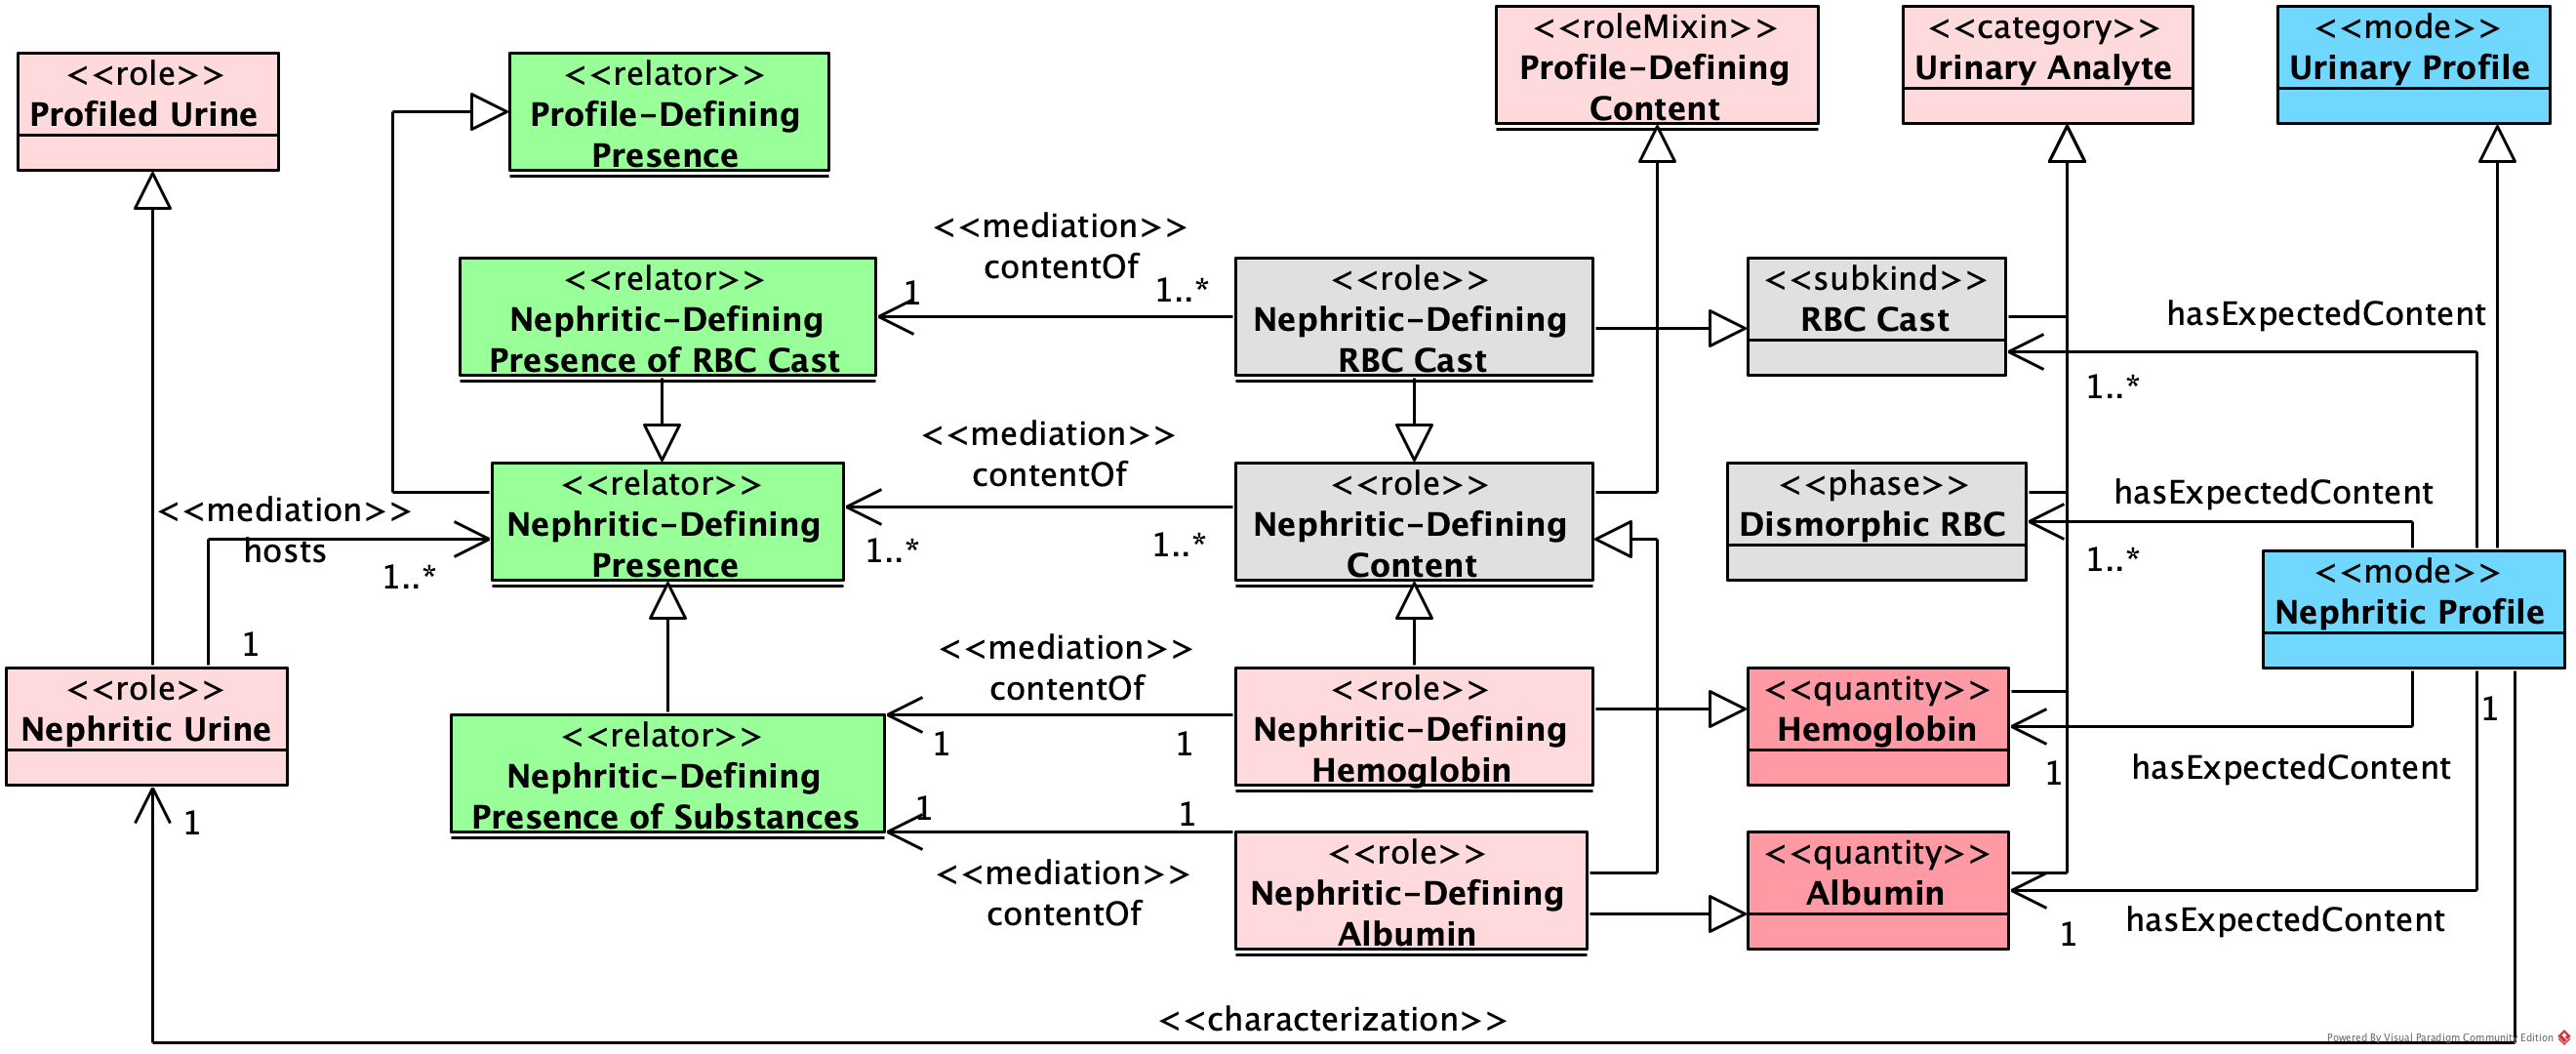 <<role>>
Profiled Urine
<<relator>>
Profile-Defining
Presence
<<roleMixin>>
Profile-Defining
Content
<<category>>
Urinary Analyte
<<mode>>
Urinary Profile
<<mediation>>
contentOf
1
1..*
<<relator>>
Nephritic-Defining
Presence of RBC Cast
<<role>>
Nephritic-Defining
RBC Cast
<<subkind>>
RBC Cast
hasExpectedContent
1..*
<<mediation>>
contentOf
1..*
1..*
<<mediation>>
hosts
1..*
1
<<relator>>
Nephritic-Defining
Presence
<<role>>
Nephritic-Defining
Content
<<phase>>
Dismorphic RBC
hasExpectedContent
1..*
<<mode>>
Nephritic Profile
<<role>>
Nephritic Urine
1
<<mediation>>
contentOf
1
1
<<relator>>
Nephritic-Defining
Presence of Substances
<<role>>
Nephritic-Defining
Hemoglobin
<<quantity>>
Hemoglobin
1
hasExpectedContent
1
1
1
<<mediation>>
contentOf
<<role>>
Nephritic-Defining
Albumin
<<quantity>>
Albumin
1
hasExpectedContent
<<characterization>>
Powered By Visual Paradigm Community Edition